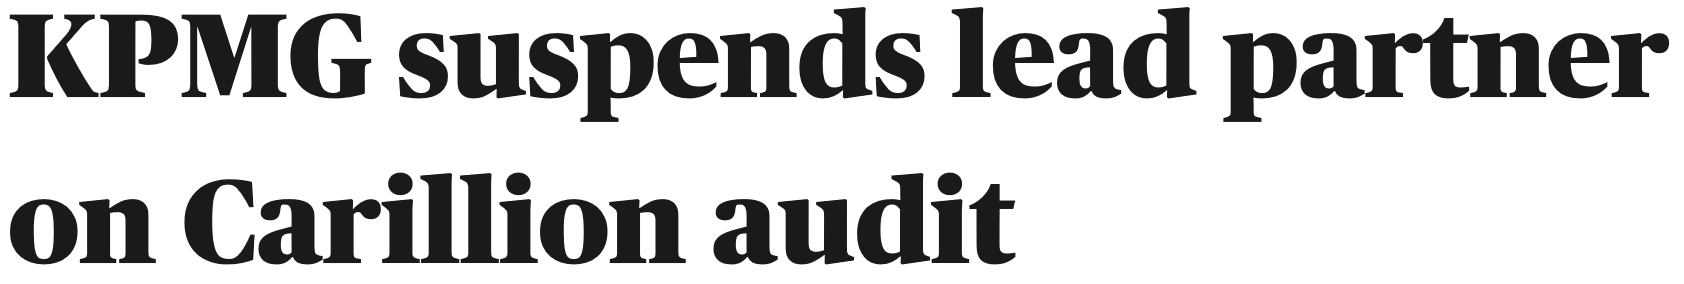 KPMG suspends lead partner
on Carillion audit